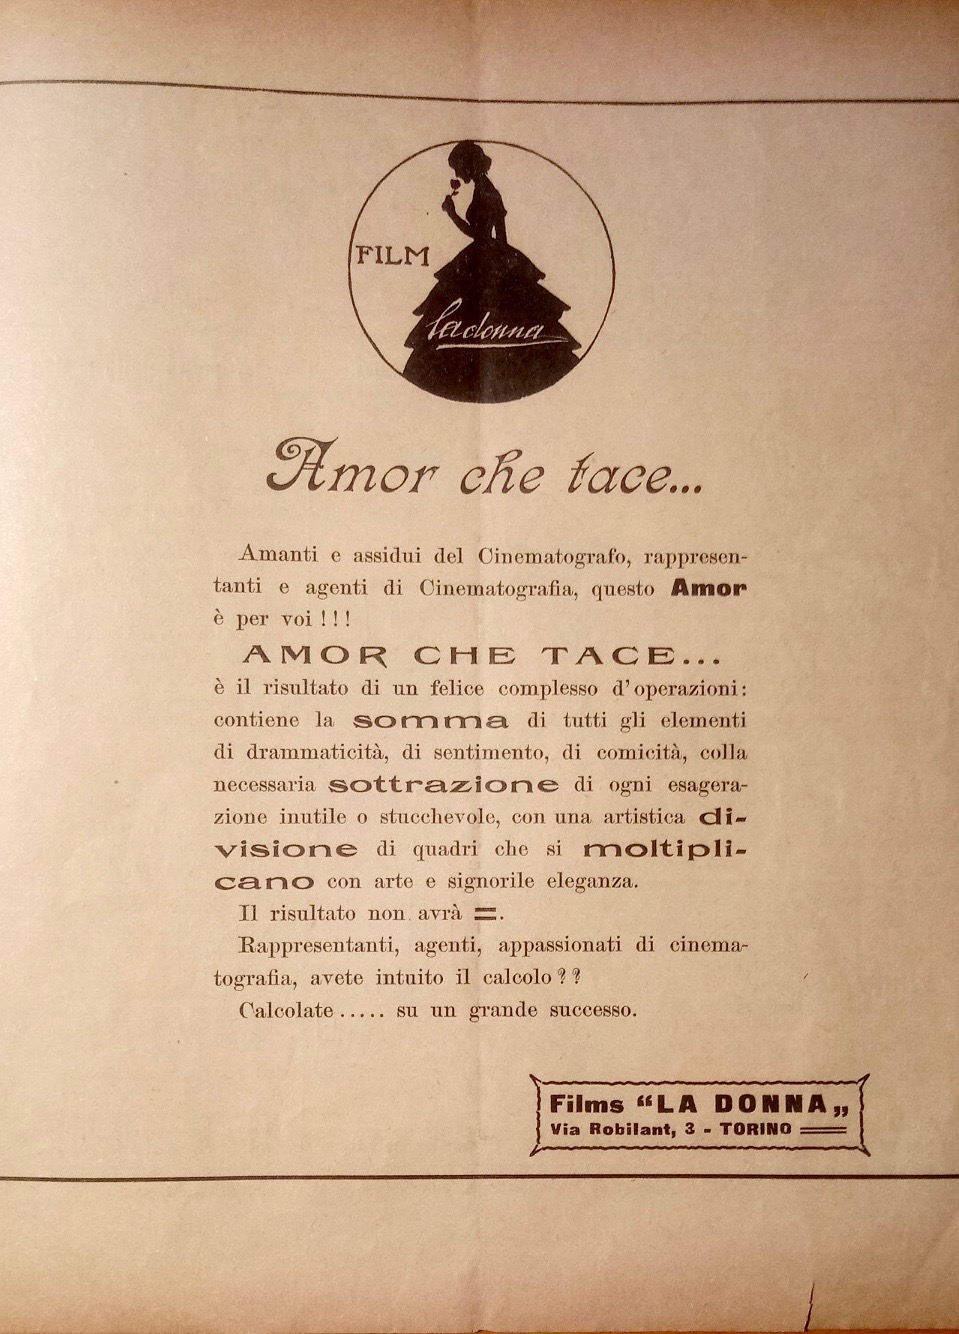 FILM
la donna
Amor che tace...
Amanti e assidui del Cinematografo, rappresen-
tanti e agenti di Cinematografia, questo Amor
è per voi ! ! !
AMOR CHE TACE...
è il risultato di un felice complesso d'operazioni:
contiene la somma di tutti gli elementi
di drammaticità, di sentimento, di comicità, colla
necessaria sottrazione di ogni esagera-
zione inutile o stucchevole, con una artistica di-
visione di quadri che si moltipli-
cano con arte e signorile eleganza.
Il risultato non avrà =.
Rappresentanti, agenti, appassionati di cinema-
tografia, avete intuito il calcolo ? ?
Calcolate ..... su un grande successo.
Films “LA DONNA„
Via Robilant, 3 - TORINO